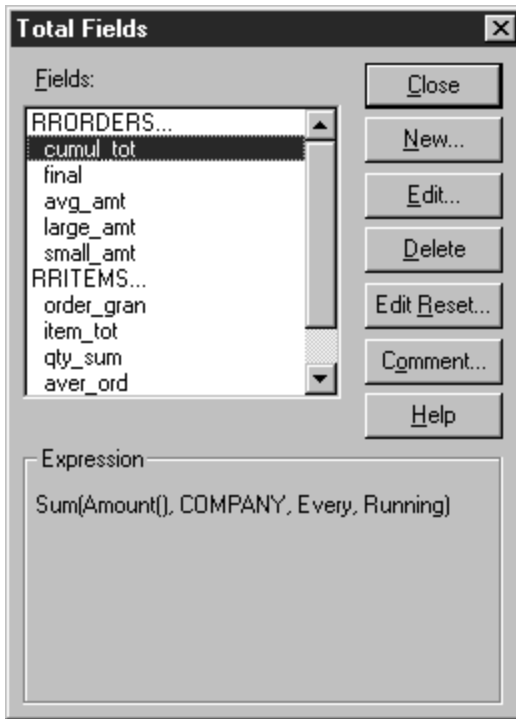 Total Fields
Fields:
RRORDERS...
cumul_tot
final
avg_amt
large_amt
small_amt
RRITEMS...
order_gran
item_tot
qty_sum
aver_ord
Close
New...
Edit...
Delete
Edit Reset...
Comment...
Help
Expression
Sum(Amount(), COMPANY, Every, Running)